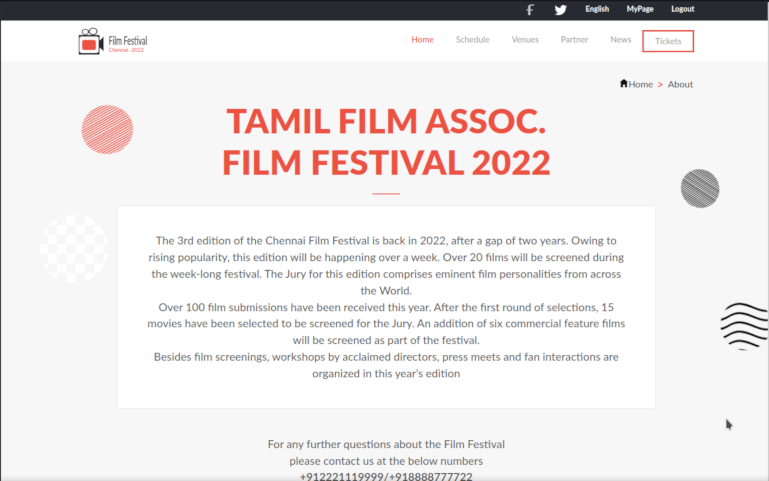 English MyPage Logout
Film Festival
Chennai -2022
Home Schedule Venues Partner News Tickets
Home > About
TAMIL FILM ASSOC.
FILM FESTIVAL 2022
The 3rd edition of the Chennai Film Festival is back in 2022, after a gap of two years. Owing to
rising popularity, this edition will be happening over a week. Over 20 films will be screened during
the week-long festival. The Jury for this edition comprises eminent film personalities from across
the World.
Over 100 film submissions have been received this year. After the first round of selections, 15
movies have been selected to be screened for the Jury. An addition of six commercial feature films
will be screened as part of the festival.
Besides film screenings, workshops by acclaimed directors, press meets and fan interactions are
organized in this year's edition
For any further questions about the Film Festival
please contact us at the below numbers
+912221119999/+918888777722